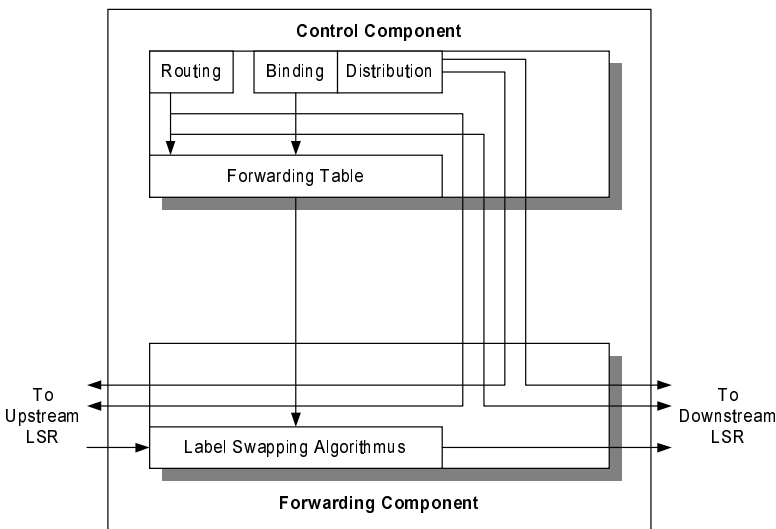 Control Component
Routing
Binding
Distribution
Forwarding Table
To
Upstream
LSR
To
Downstream
LSR
Label Swapping Algorithmus
Forwarding Component